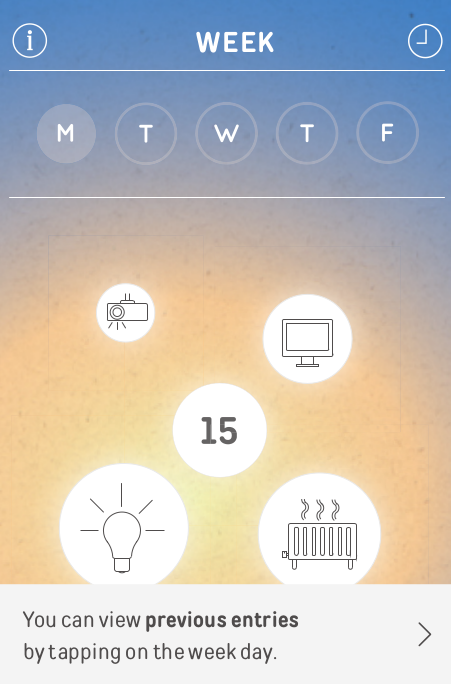 i
WEEK
M T W T F
15
You can view previous entries
by tapping on the week day.